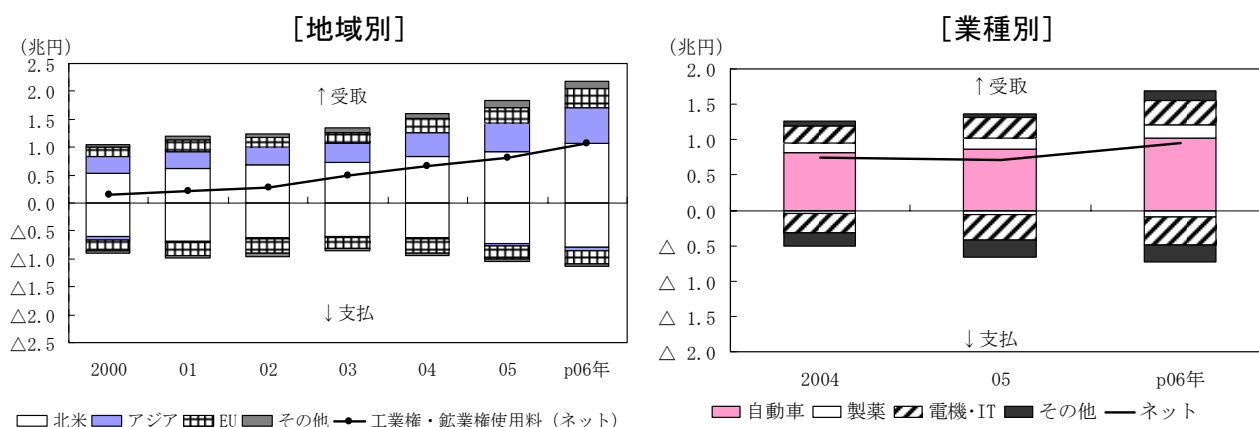 [地域別]
(兆円)
2.5
2.0
1.5
1.0
0.5
0.0
△0.5
△1.0
△1.5
△2.0
△2.5
↑受取
↓支払
2000 01 02 03 04 05 p06年
北米 アジア EU その他 工業権・鉱業権使用料（ネット）
[業種別]
(兆円)
2.0
1.5
1.0
0.5
0.0
△ 0.5
△ 1.0
△ 1.5
△ 2.0
↑受取
↓支払
2004 05 p06年
自動車 製薬 電機・IT その他 ネット